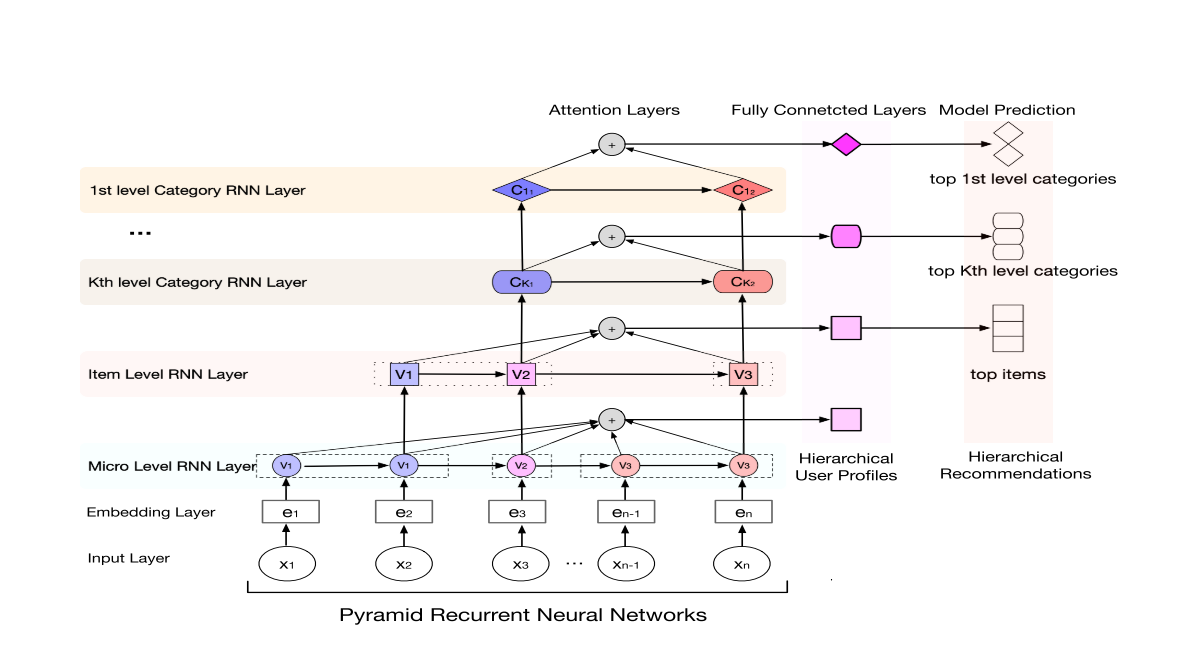 Attention Layers
Fully Connetcted Layers
Model Prediction
+
top 1st level categories
1st level Category RNN Layer
C1₁
C1₂
...
+
top Kth level categories
Kth level Category RNN Layer
CK₁
CK₂
+
top items
Item Level RNN Layer
V1
V2
V3
+
Hierarchical
User Profiles
Hierarchical
Recommendations
Micro Level RNN Layer
V1
V1
V2
V3
V3
Embedding Layer
e1
e2
e3
en-1
en
Input Layer
x1
x2
x3
...
xn-1
xn
Pyramid Recurrent Neural Networks